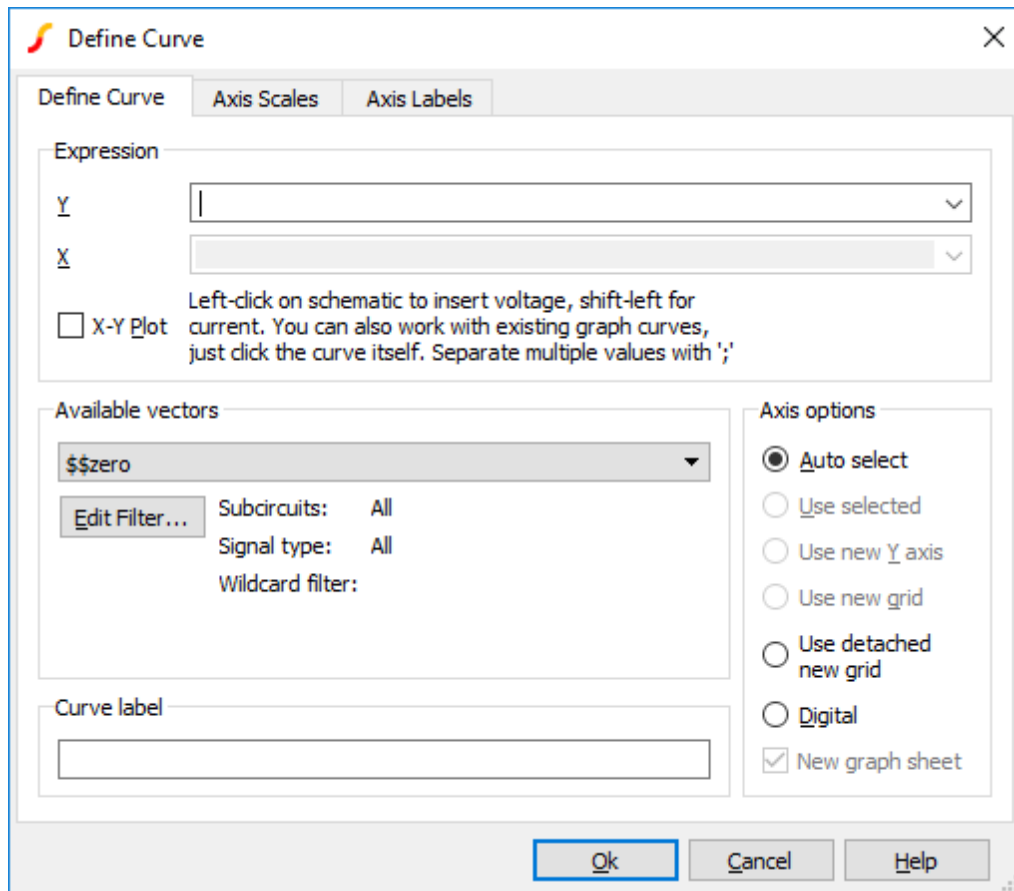 Define Curve
Define Curve Axis Scales Axis Labels
Expression
Y
X
X-Y Plot
Left-click on schematic to insert voltage, shift-left for
current. You can also work with existing graph curves,
just click the curve itself. Separate multiple values with ';'
Available vectors
$$zero
Edit Filter...
Subcircuits: All
Signal type: All
Wildcard filter:
Curve label
Axis options
Auto select
Use selected
Use new Y axis
Use new grid
Use detached
new grid
Digital
New graph sheet
Ok Cancel Help